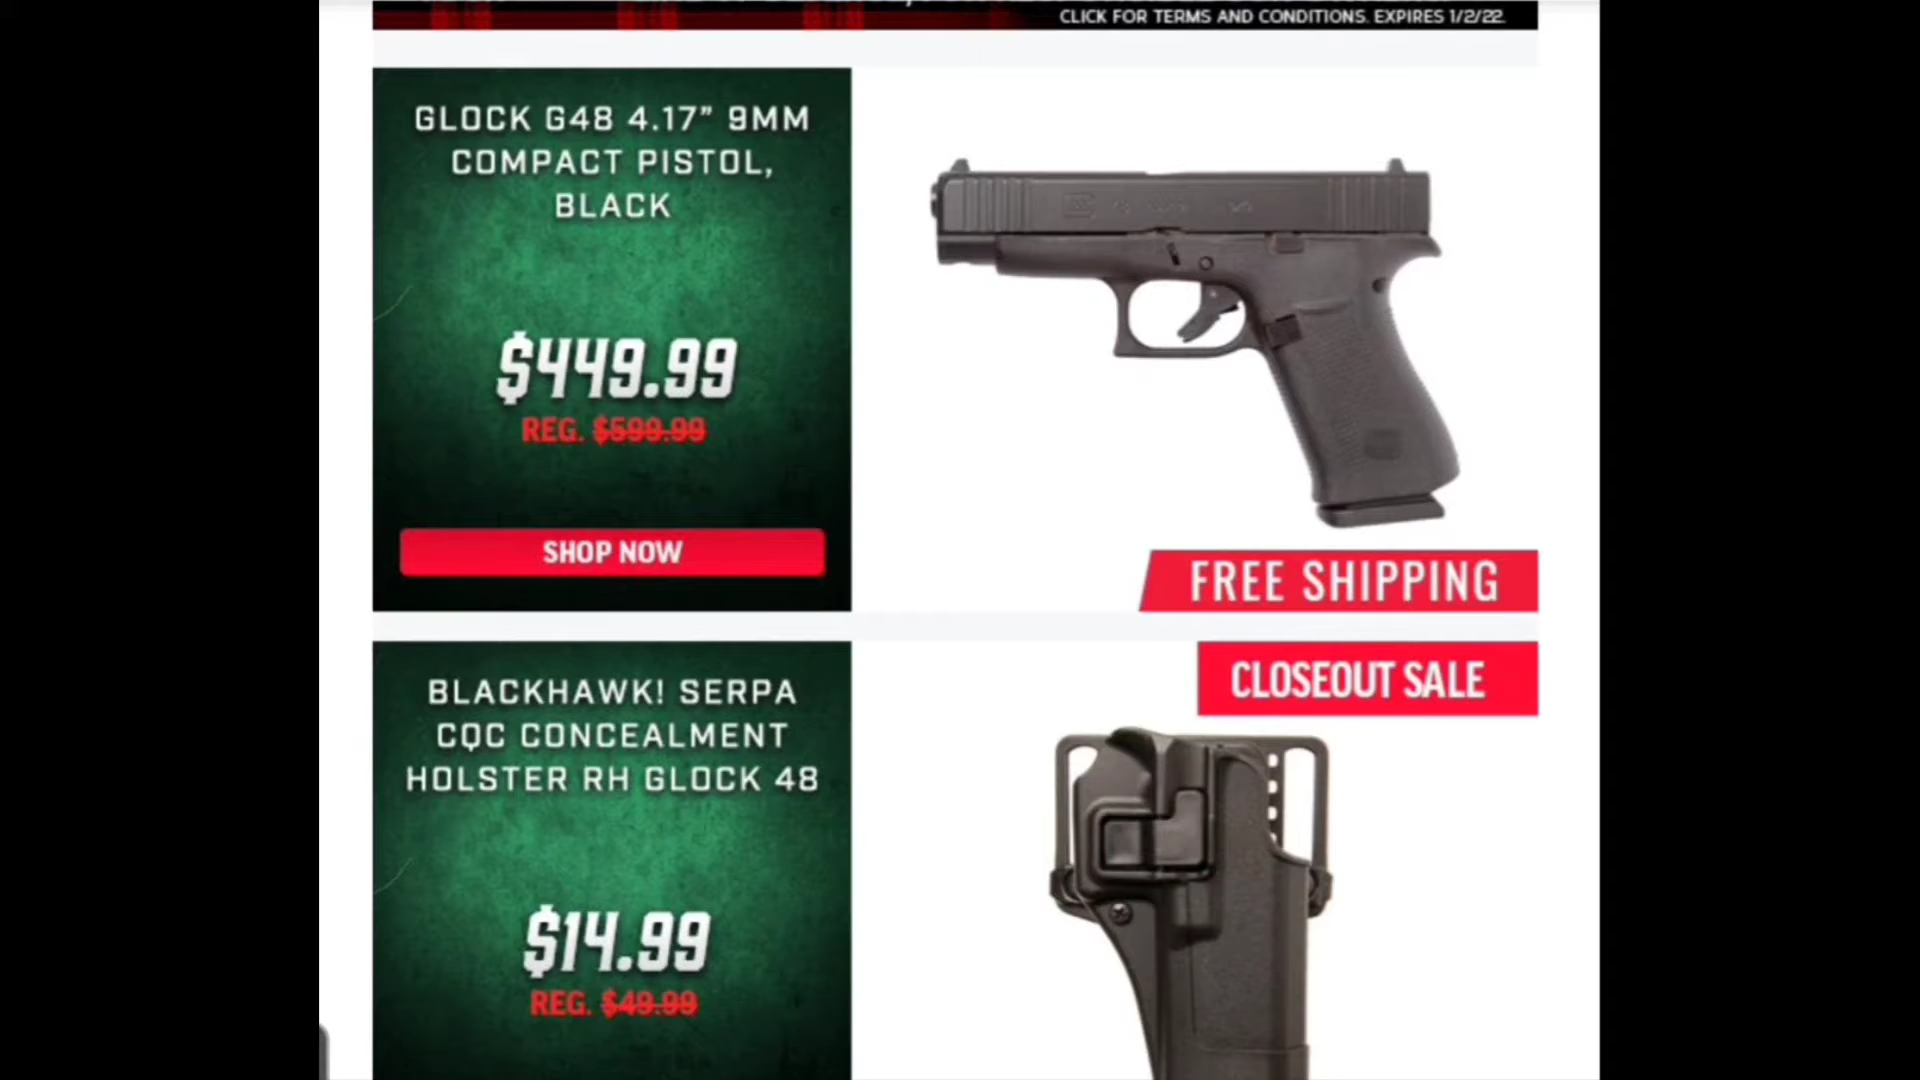 CLICK FOR TERMS AND CONDITIONS. EXPIRES 1/2/22.
GLOCK G48 4.17” 9MM
COMPACT PISTOL,
BLACK
$449.99
REG. $599.99
SHOP NOW
FREE SHIPPING
CLOSEOUT SALE
BLACKHAWK! SERPA
CQC CONCEALMENT
HOLSTER RH GLOCK 48
$14.99
REG. $49.99